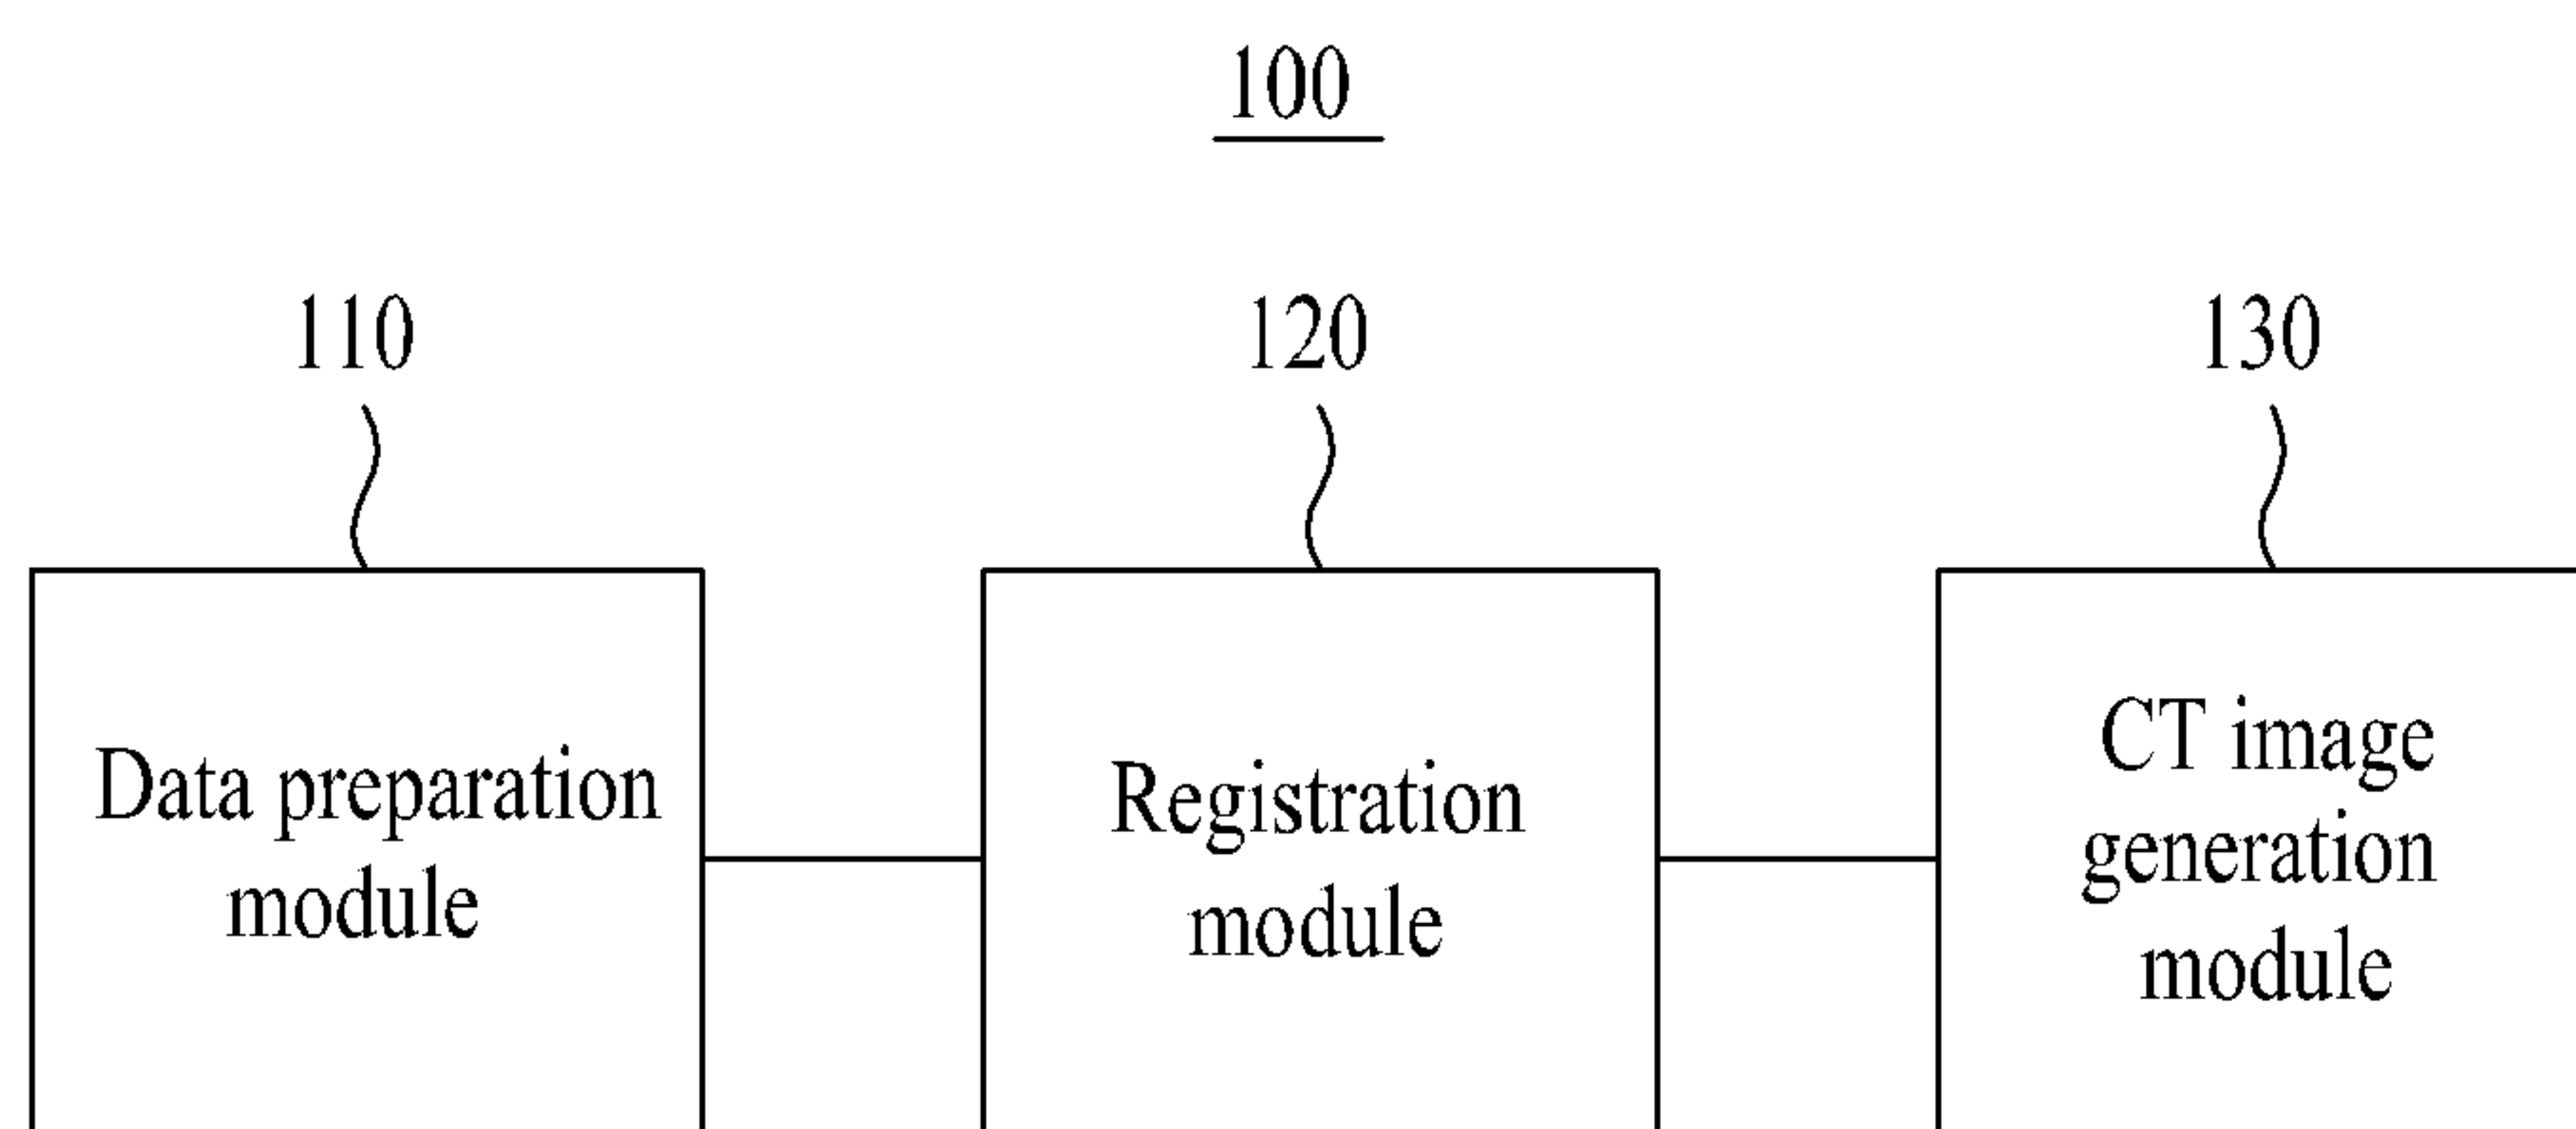 100
110
120
130
Data preparation
module
Registration
module
CT image
generation
module